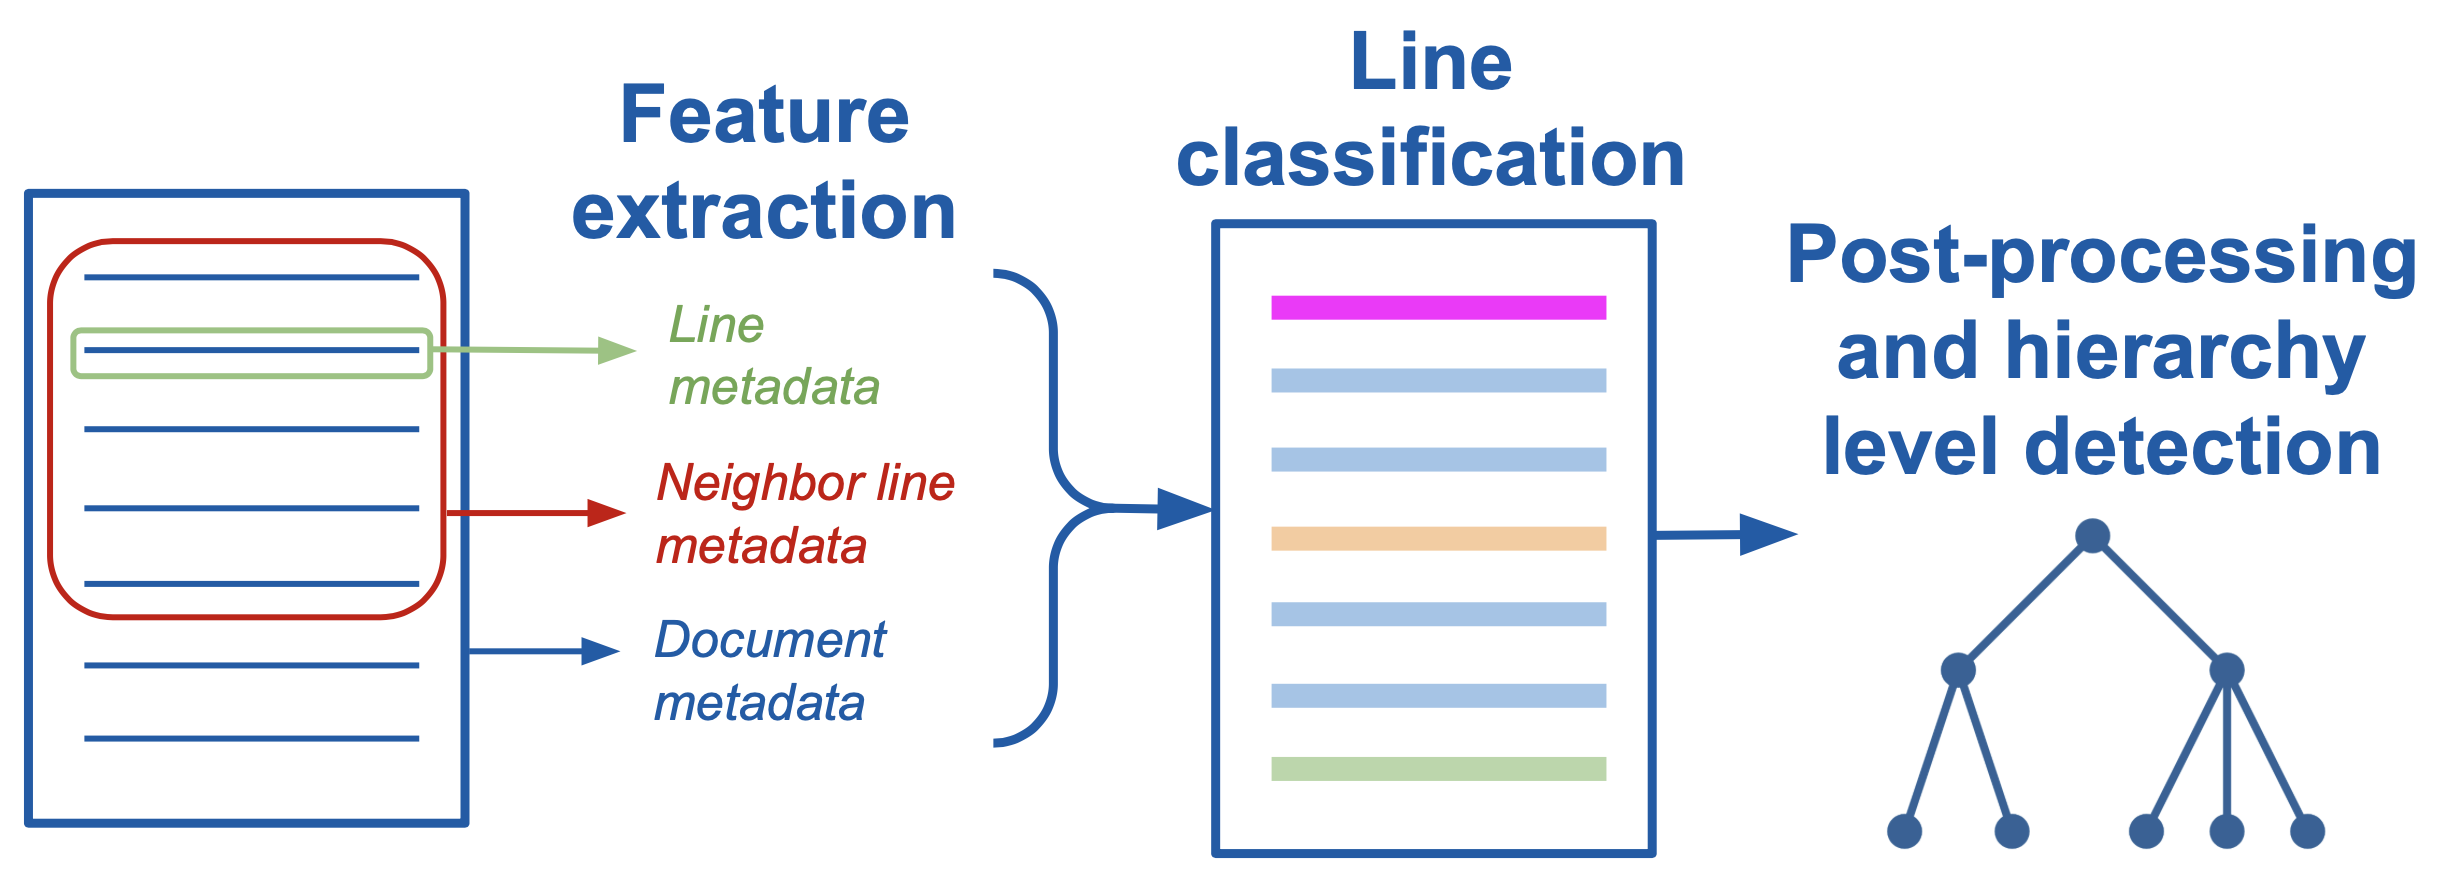 Feature
extraction
Line
metadata
Neighbor line
metadata
Document
metadata
Line
classification
Post-processing
and hierarchy
level detection